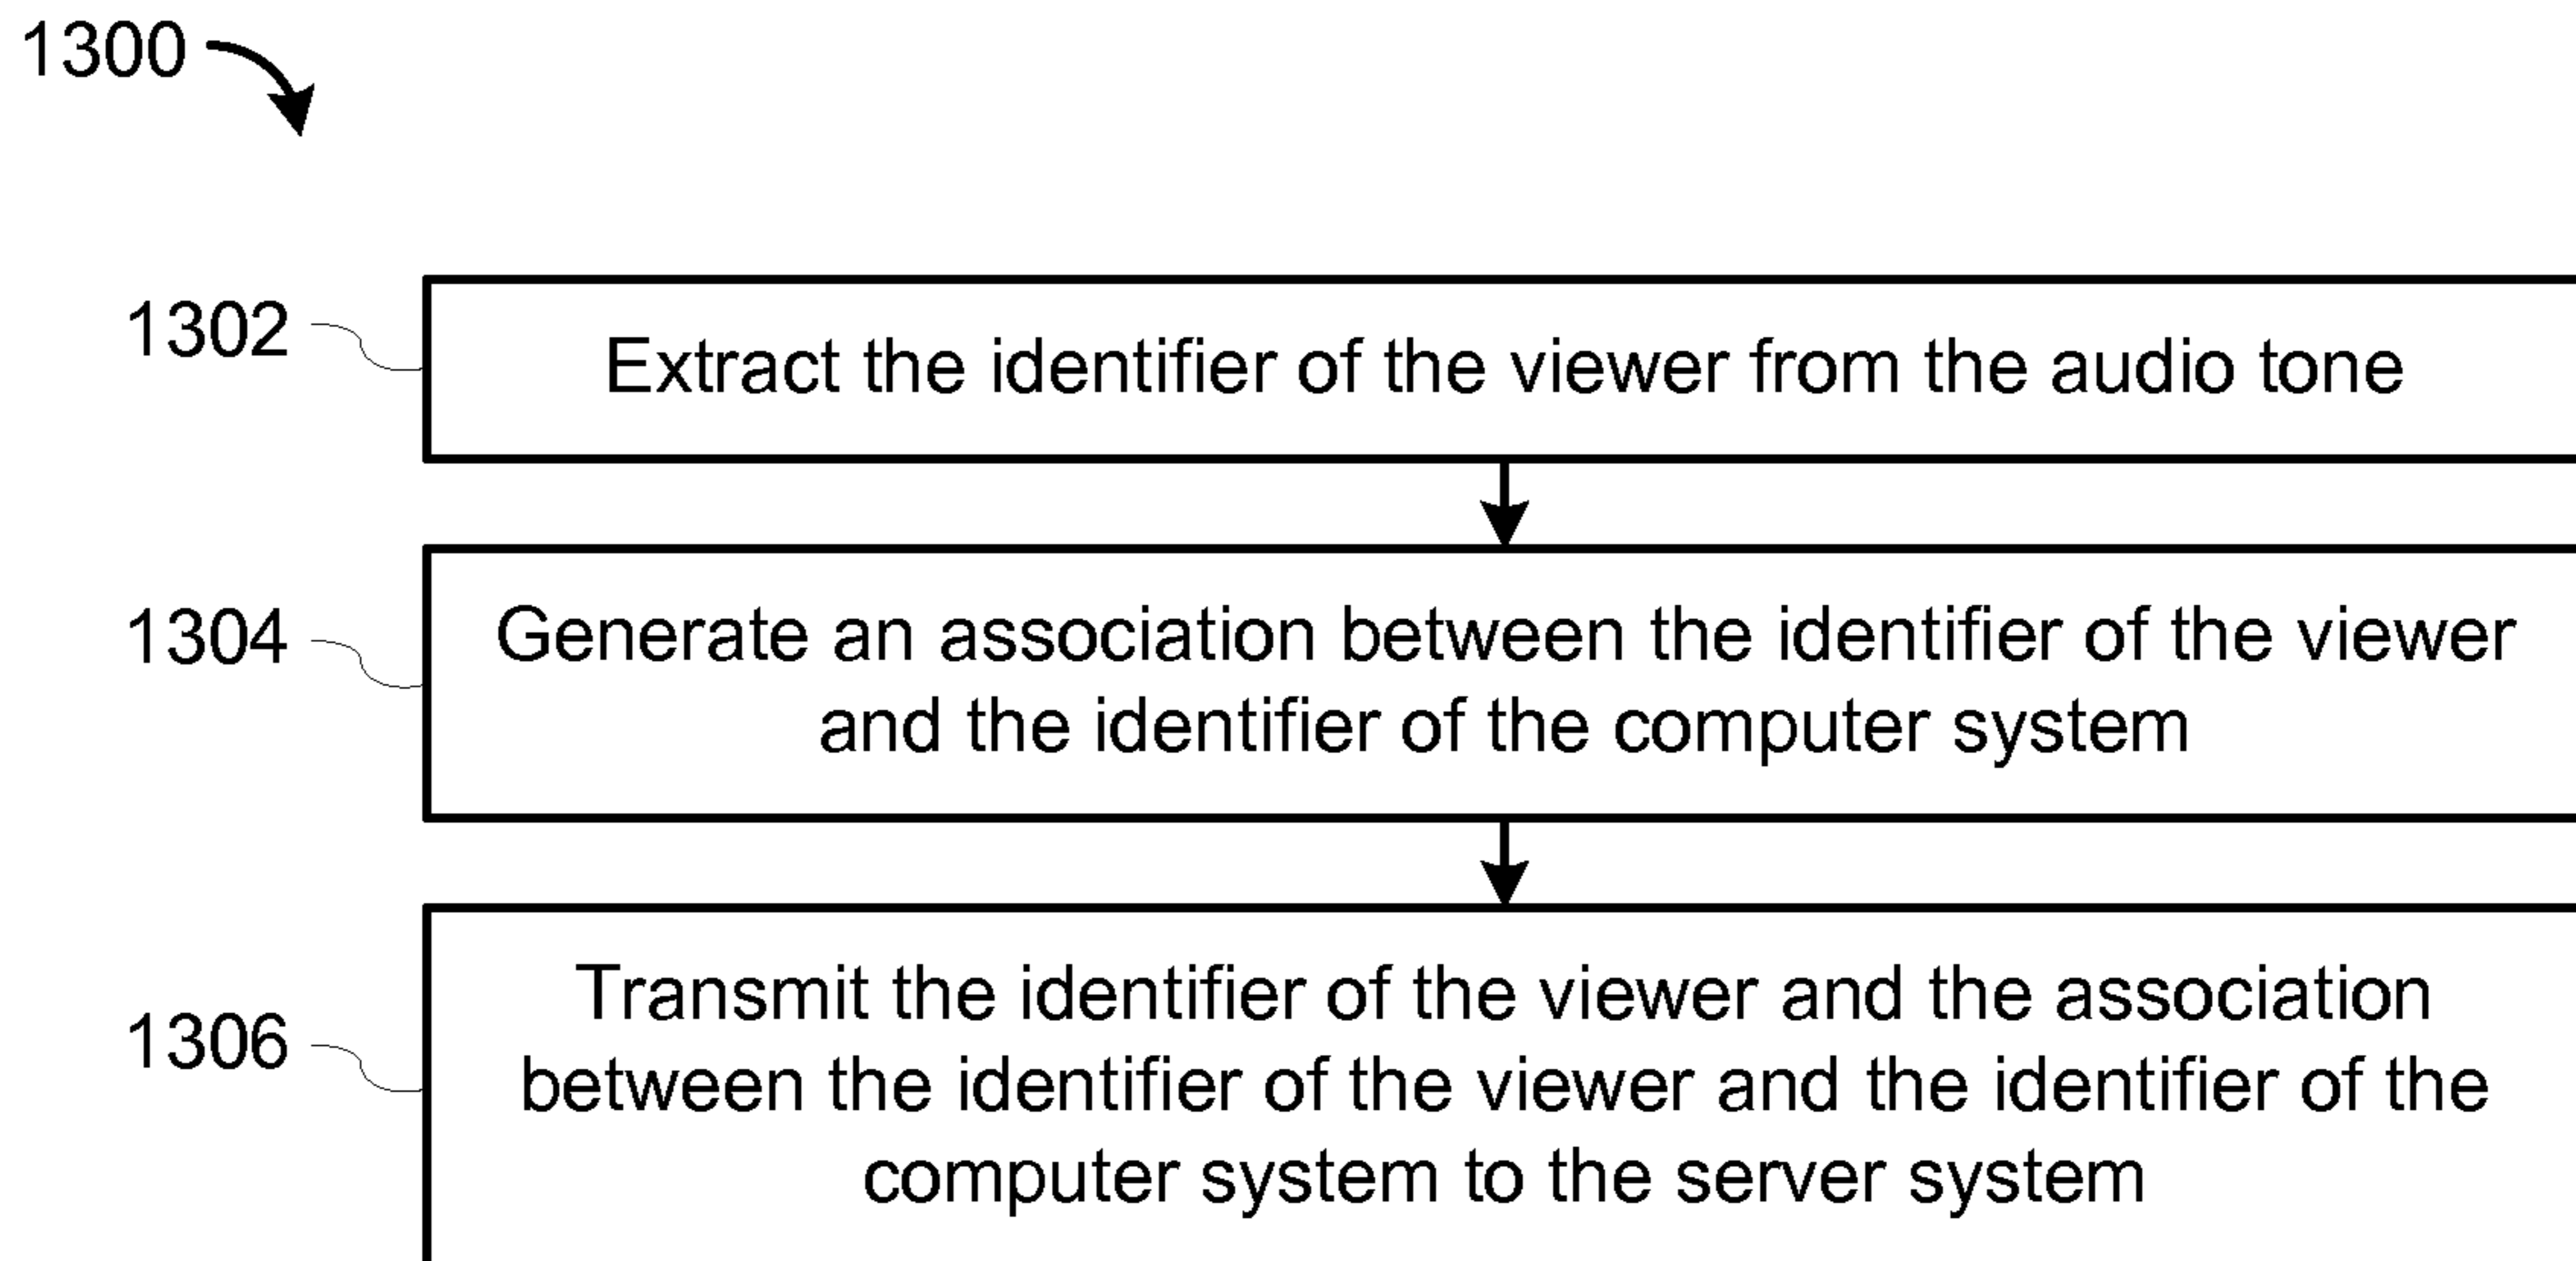 1300
1302
Extract the identifier of the viewer from the audio tone
1304
Generate an association between the identifier of the viewer
and the identifier of the computer system
1306
Transmit the identifier of the viewer and the association
between the identifier of the viewer and the identifier of the
computer system to the server system